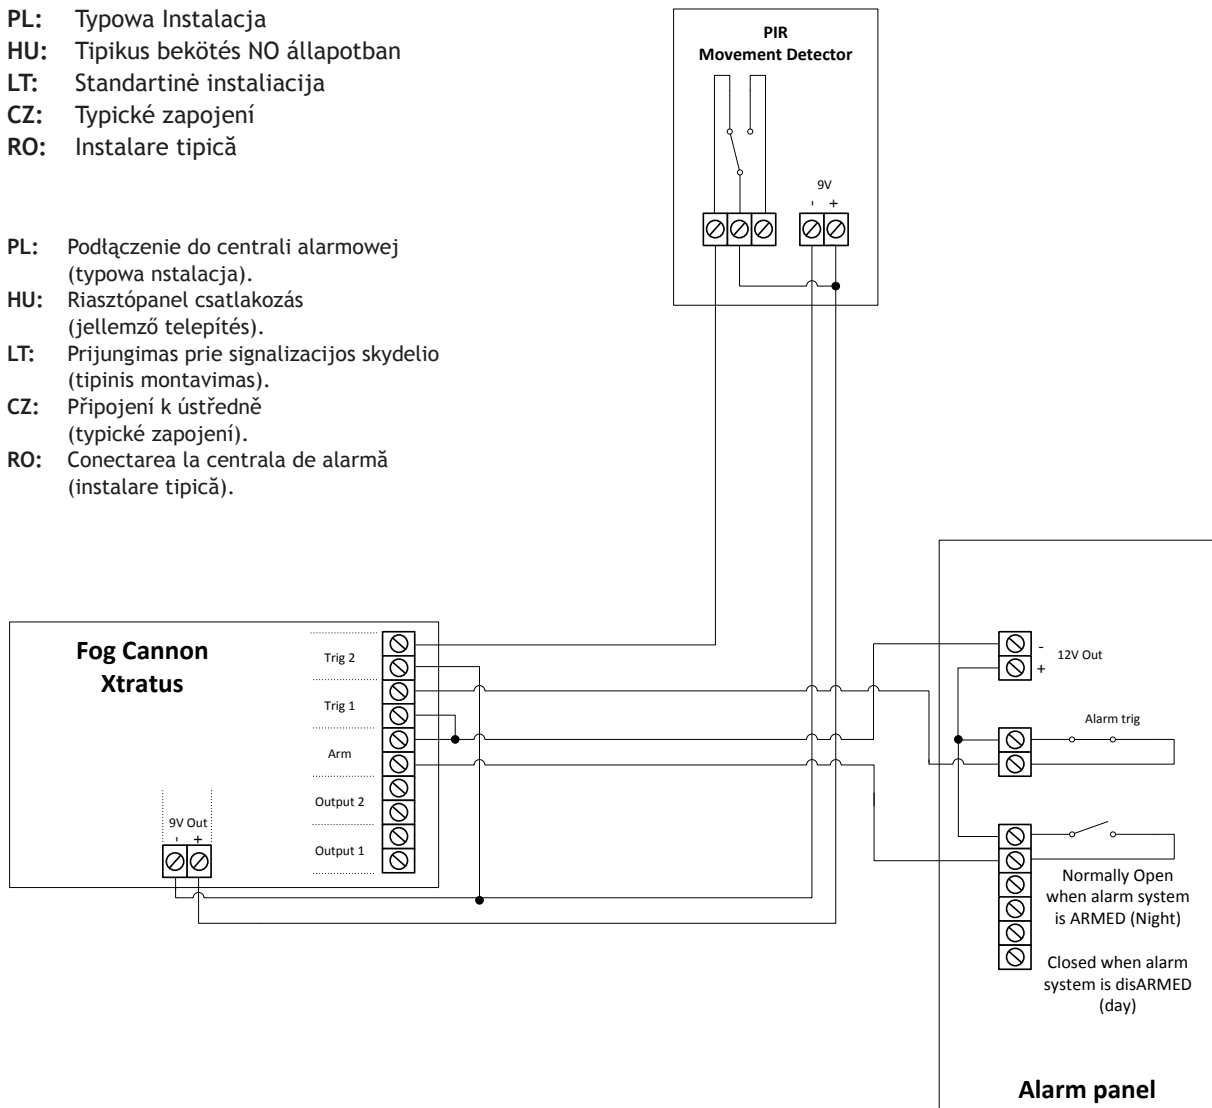 PL: Typowa Instalacja
HU: Tipikus bekötés NO állapotban
LT: Standartinė instaliacija
CZ: Typické zapojení
RO: Instalare tipică
PL: Podłączenie do centrali alarmowej
(typowa nstalacja).
HU: Riasztópanel csatlakozás
(jellemző telepítés).
LT: Prijungimas prie signalizacijos skydelio
(tipinis montavimas).
CZ: Připojení k ústředně
(typické zapojení).
RO: Conectarea la centrala de alarmă
(instalare tipică).
PIR
Movement Detector
9V
- +
Fog Cannon
Xtratus
Trig 2
Trig 1
Arm
Output 2
Output 1
9V Out
- +
-
12V Out
+
Alarm trig
Normally Open
when alarm system
is ARMED (Night)
Closed when alarm
system is disARMED
(day)
Alarm panel